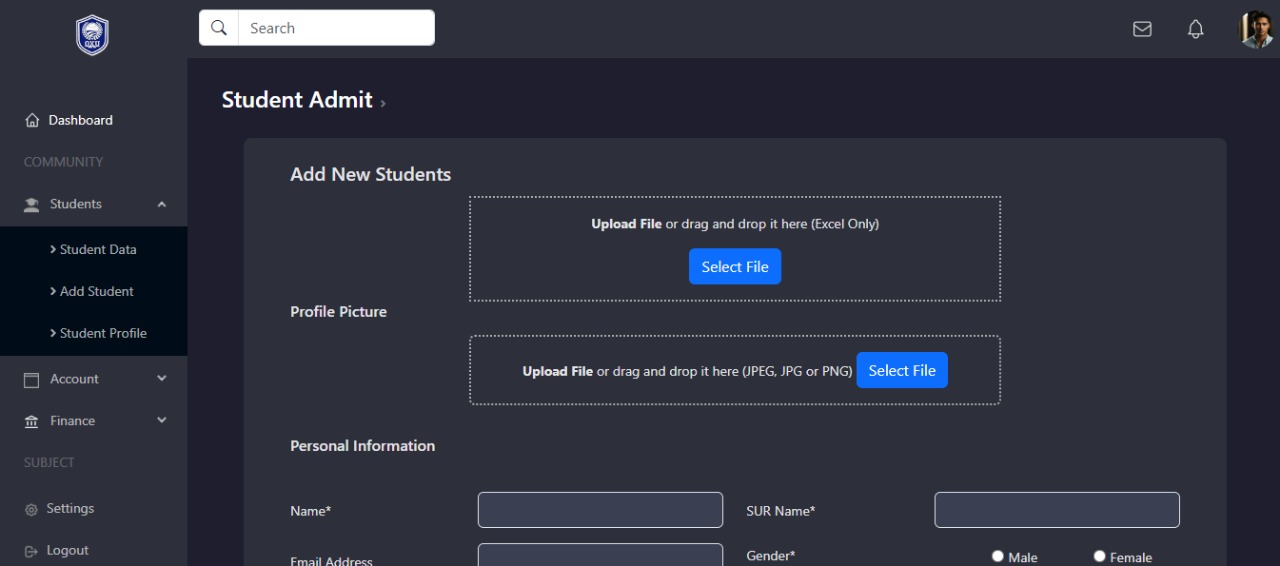 Search
Student Admit ›
Dashboard
COMMUNITY
Students
Student Data
Add Student
Student Profile
Account
Finance
SUBJECT
Settings
Logout
Add New Students
Upload File or drag and drop it here (Excel Only)
Select File
Profile Picture
Upload File or drag and drop it here (JPEG, JPG or PNG) Select File
Personal Information
Name*
SUR Name*
Email Address
Gender*
Male
Female